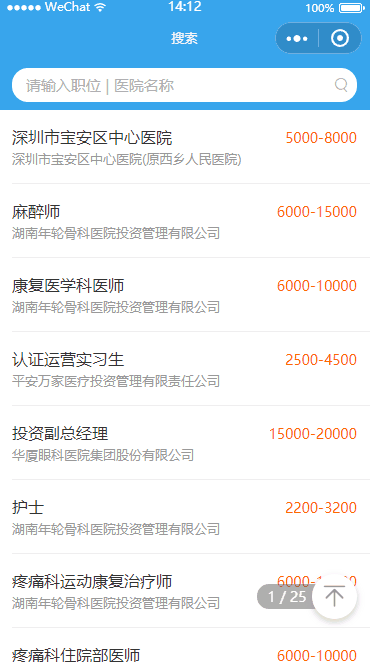 WeChat
14:12
100%
搜索
请输入职位 | 医院名称
深圳市宝安区中心医院
5000-8000
深圳市宝安区中心医院(原西乡人民医院)
麻醉师
6000-15000
湖南年轮骨科医院投资管理有限公司
康复医学科医师
6000-10000
湖南年轮骨科医院投资管理有限公司
认证运营实习生
2500-4500
平安万家医疗投资管理有限责任公司
投资副总经理
15000-20000
华厦眼科医院集团股份有限公司
护士
2200-3200
湖南年轮骨科医院投资管理有限公司
疼痛科运动康复治疗师
湖南年轮骨科医院投资管理有限公司
1 / 25
疼痛科住院部医师
6000-10000